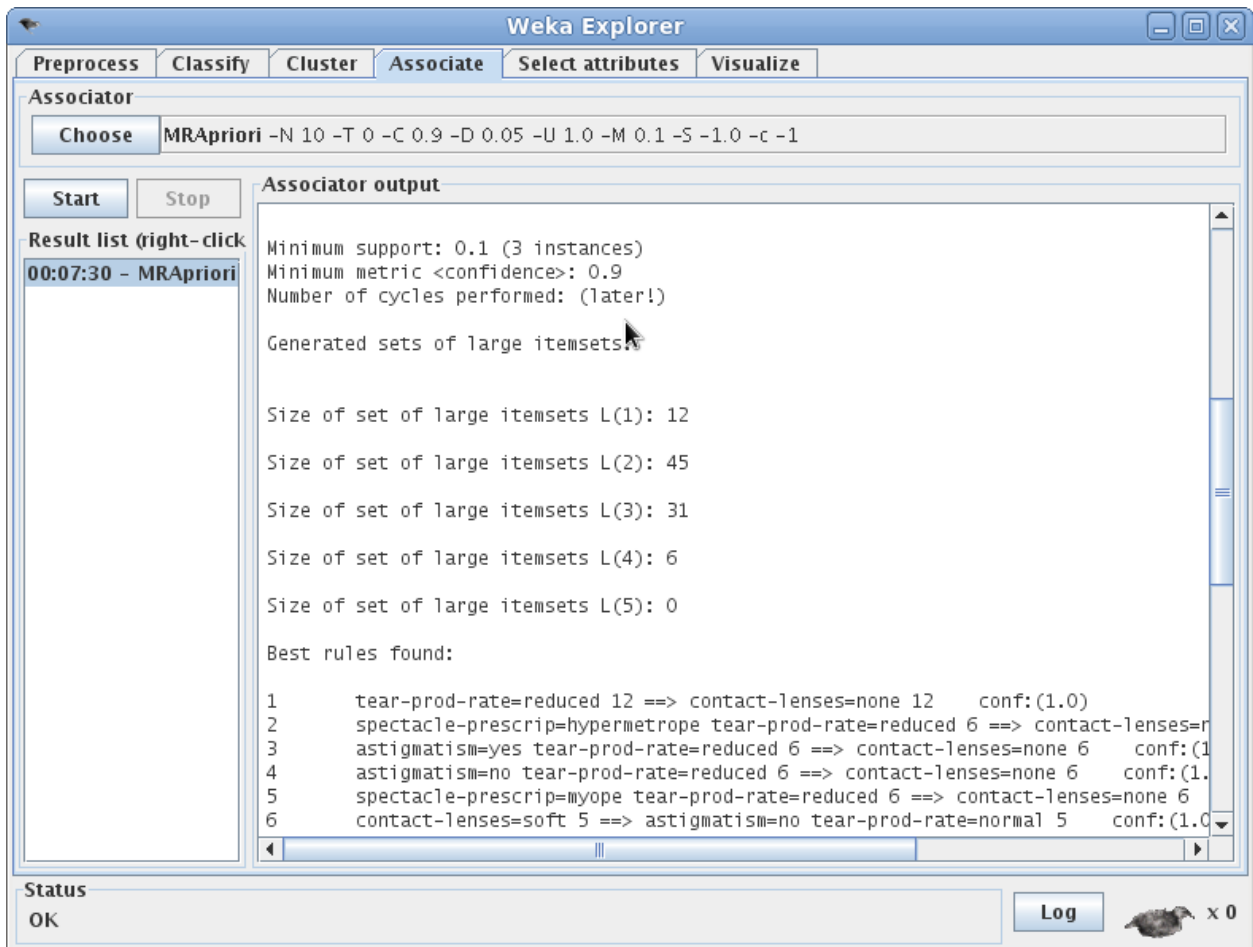 Weka Explorer
Preprocess Classify Cluster Associate Select attributes Visualize
Associator
Choose MRApriori -N 10 -T 0 -C 0.9 -D 0.05 -U 1.0 -M 0.1 -S -1.0 -c -1
Start Stop
Result list (right-click
00:07:30 - MRApriori
Associator output
Minimum support: 0.1 (3 instances)
Minimum metric <confidence>: 0.9
Number of cycles performed: (later!)
Generated sets of large itemsets:
Size of set of large itemsets L(1): 12
Size of set of large itemsets L(2): 45
Size of set of large itemsets L(3): 31
Size of set of large itemsets L(4): 6
Size of set of large itemsets L(5): 0
Best rules found:
1 tear-prod-rate=reduced 12 ==> contact-lenses=none 12 conf:(1.0)
2 spectacle-prescrip=hypermetrope tear-prod-rate=reduced 6 ==> contact-lenses=
3 astigmatism=yes tear-prod-rate=reduced 6 ==> contact-lenses=none 6 conf:(1
4 astigmatism=no tear-prod-rate=reduced 6 ==> contact-lenses=none 6 conf:(1.
5 spectacle-prescrip=myope tear-prod-rate=reduced 6 ==> contact-lenses=none 6
6 contact-lenses=soft 5 ==> astigmatism=no tear-prod-rate=normal 5 conf:(1.0
Status
OK
Log
x 0